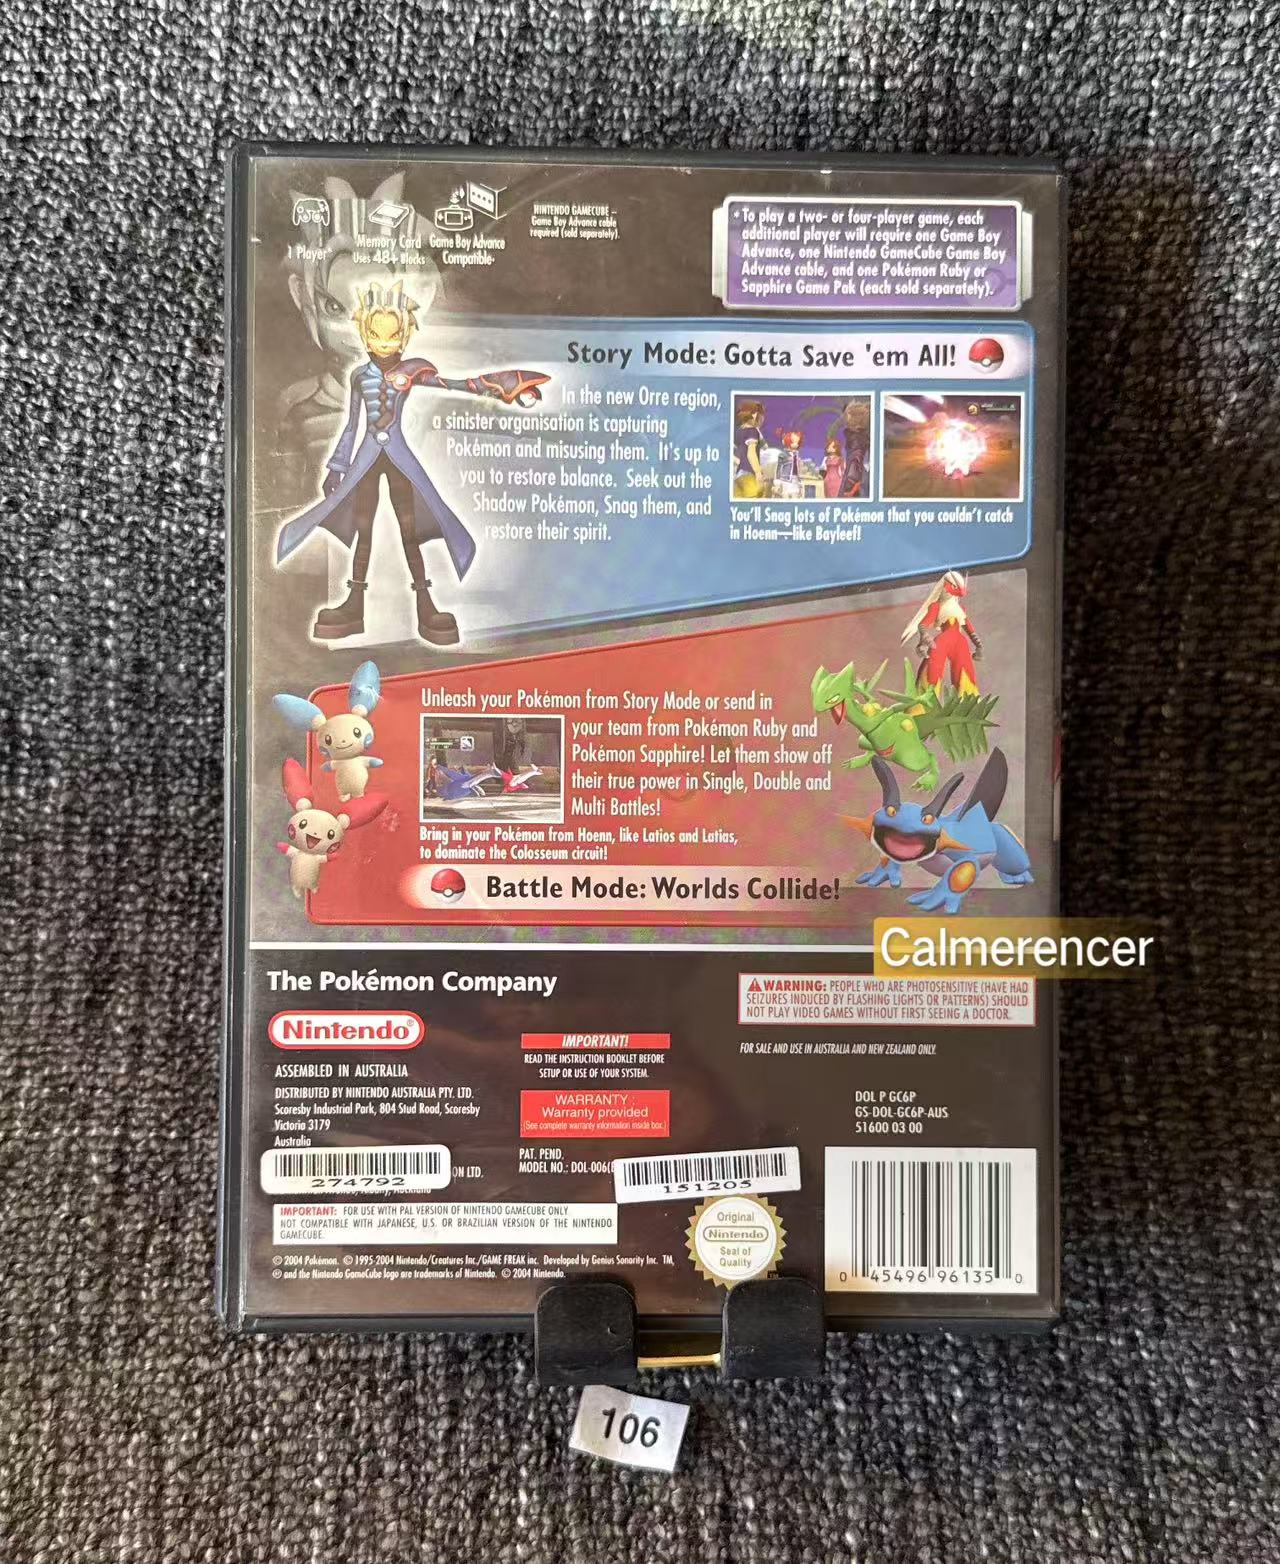 1 Player*
Memory Card
Uses 48+ Blocks
Game Boy Advance
Compatible*
NINTENDO GAMECUBE –
Game Boy Advance cable
required (sold separately).
*To play a two- or four-player game, each
additional player will require one Game Boy
Advance, one Nintendo GameCube Game Boy
Advance cable, and one Pokémon Ruby or
Sapphire Game Pak (each sold separately).
Story Mode: Gotta Save 'em All!
In the new Orre region,
a sinister organisation is capturing
Pokémon and misusing them. It's up to
you to restore balance. Seek out the
Shadow Pokémon, Snag them, and
restore their spirit.
You'll Snag lots of Pokémon that you couldn't catch
in Hoenn—like Bayleef!
Unleash your Pokémon from Story Mode or send in
your team from Pokémon Ruby and
Pokémon Sapphire! Let them show off
their true power in Single, Double and
Multi Battles!
Bring in your Pokémon from Hoenn, like Latios and Latias,
to dominate the Colosseum circuit!
Battle Mode: Worlds Collide!
Calmerencer
The Pokémon Company
Nintendo®
ASSEMBLED IN AUSTRALIA
DISTRIBUTED BY NINTENDO AUSTRALIA PTY. LTD.
Scoresby Industrial Park, 804 Stud Road, Scoresby
Victoria 3179
Australia
ON LTD.
274792
IMPORTANT!
READ THE INSTRUCTION BOOKLET BEFORE
SETUP OR USE OF YOUR SYSTEM.
WARRANTY :
Warranty provided
(See complete warranty information inside box.)
PAT. PEND.
MODEL NO.: DOL-006(E
151205
WARNING: PEOPLE WHO ARE PHOTOSENSITIVE (HAVE HAD
SEIZURES INDUCED BY FLASHING LIGHTS OR PATTERNS) SHOULD
NOT PLAY VIDEO GAMES WITHOUT FIRST SEEING A DOCTOR.
FOR SALE AND USE IN AUSTRALIA AND NEW ZEALAND ONLY.
DOL P GC6P
GS-DOL-GC6P-AUS
51600 03 00
IMPORTANT: FOR USE WITH PAL VERSION OF NINTENDO GAMECUBE ONLY.
NOT COMPATIBLE WITH JAPANESE, U.S. OR BRAZILIAN VERSION OF THE NINTENDO
GAMECUBE.
© 2004 Pokémon. © 1995-2004 Nintendo/Creatures Inc./GAME FREAK inc. Developed by Genius Sonority Inc. TM,
® and the Nintendo GameCube logo are trademarks of Nintendo. © 2004 Nintendo.
Original
Nintendo
Seal of
Quality
0 45496 96135 0
106